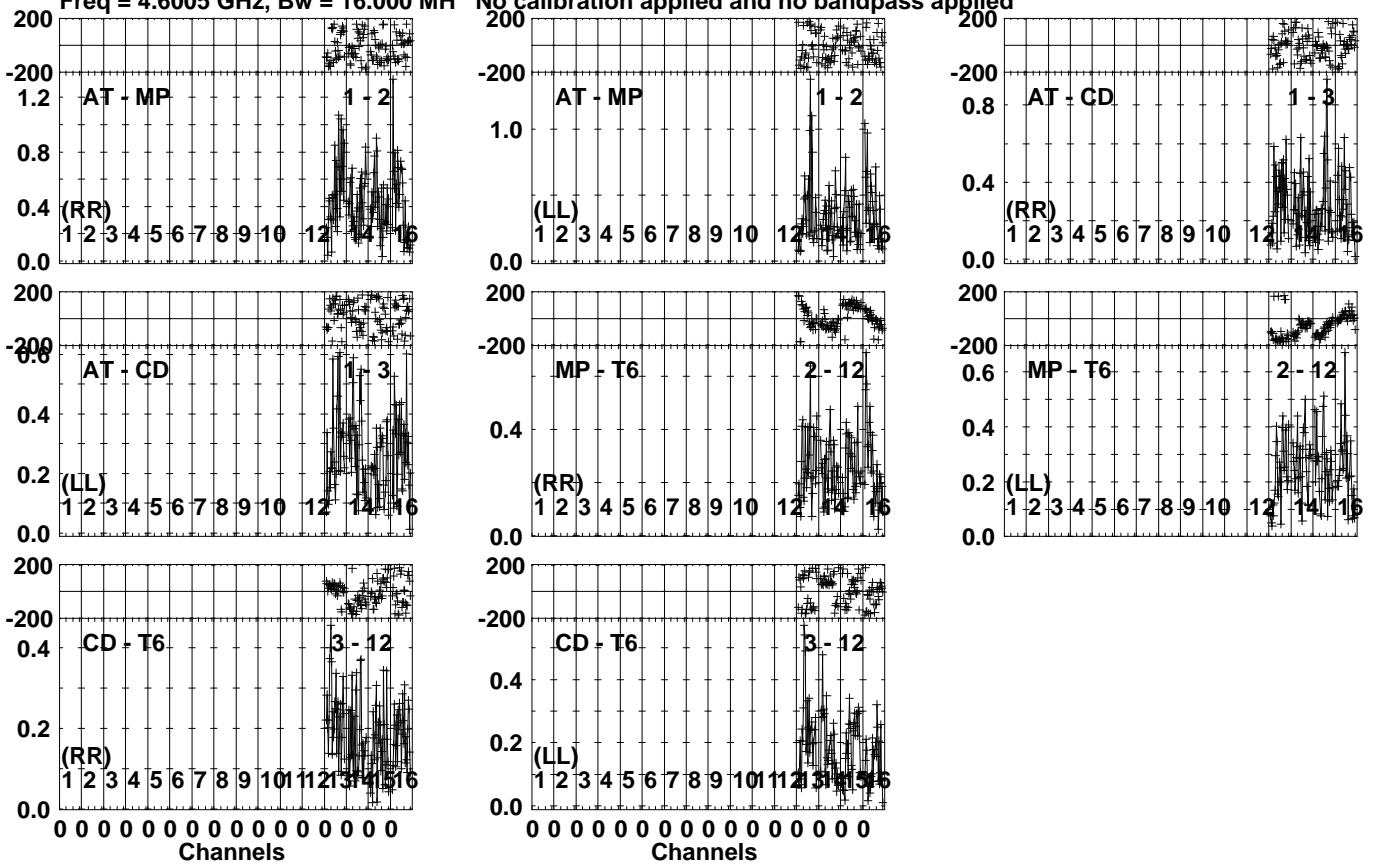 Freq = 4.6005 GHz, Bw = 16.000 MH No calibration applied and no bandpass applied
200 200 200
-200 -200 -200
AT - MP 1 - 2 AT - MP 1 - 2 AT - CD 1 - 3
1.2 1.0 0.8
0.8
0.4 0.4
(RR) (LL) (RR)
1 2 3 4 5 6 7 8 9 10 12 14 16 1 2 3 4 5 6 7 8 9 10 12 14 16 1 2 3 4 5 6 7 8 9 10 12 14 16
0.0 0.0 0.0
200 200 200
-200 -200 -200
0.6
AT - CD 1 - 3 MP - T6 2 - 12 MP - T6 2 - 12
0.6
0.4 0.4 0.4
0.2 0.2
(LL) (RR) (LL)
1 2 3 4 5 6 7 8 9 10 12 14 16 1 2 3 4 5 6 7 8 9 10 12 14 16 1 2 3 4 5 6 7 8 9 10 12 14 16
0.0 0.0 0.0
200 200
-200 -200
CD - T6 3 - 12 CD - T6 3 - 12
0.4 0.4
0.2 0.2
(RR) (LL)
1 2 3 4 5 6 7 8 9 10 11 12 13 14 15 16 1 2 3 4 5 6 7 8 9 10 11 12 13 14 15 16
0.0 0.0
0 0 0 0 0 0 0 0 0 0 0 0 0 0 0 0 0 0 0 0 0 0 0 0 0 0 0 0 0 0 0 0
Channels Channels